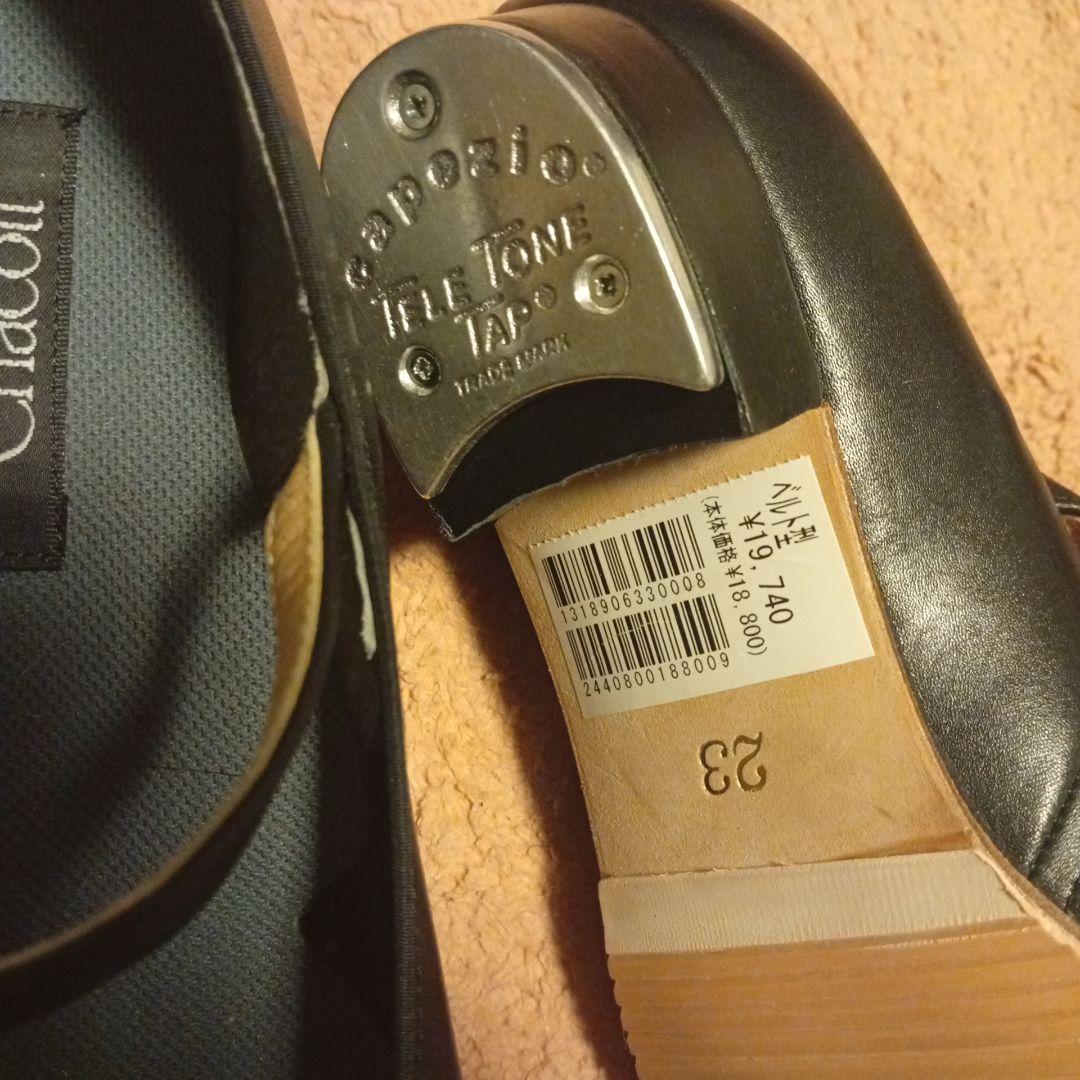 Chacott
capezio®
TELE TONE
TAP®
TRADE MARK
ベルト型
¥19,740
(本体価格 ¥18,800)
1318906330008
2440800188009
23